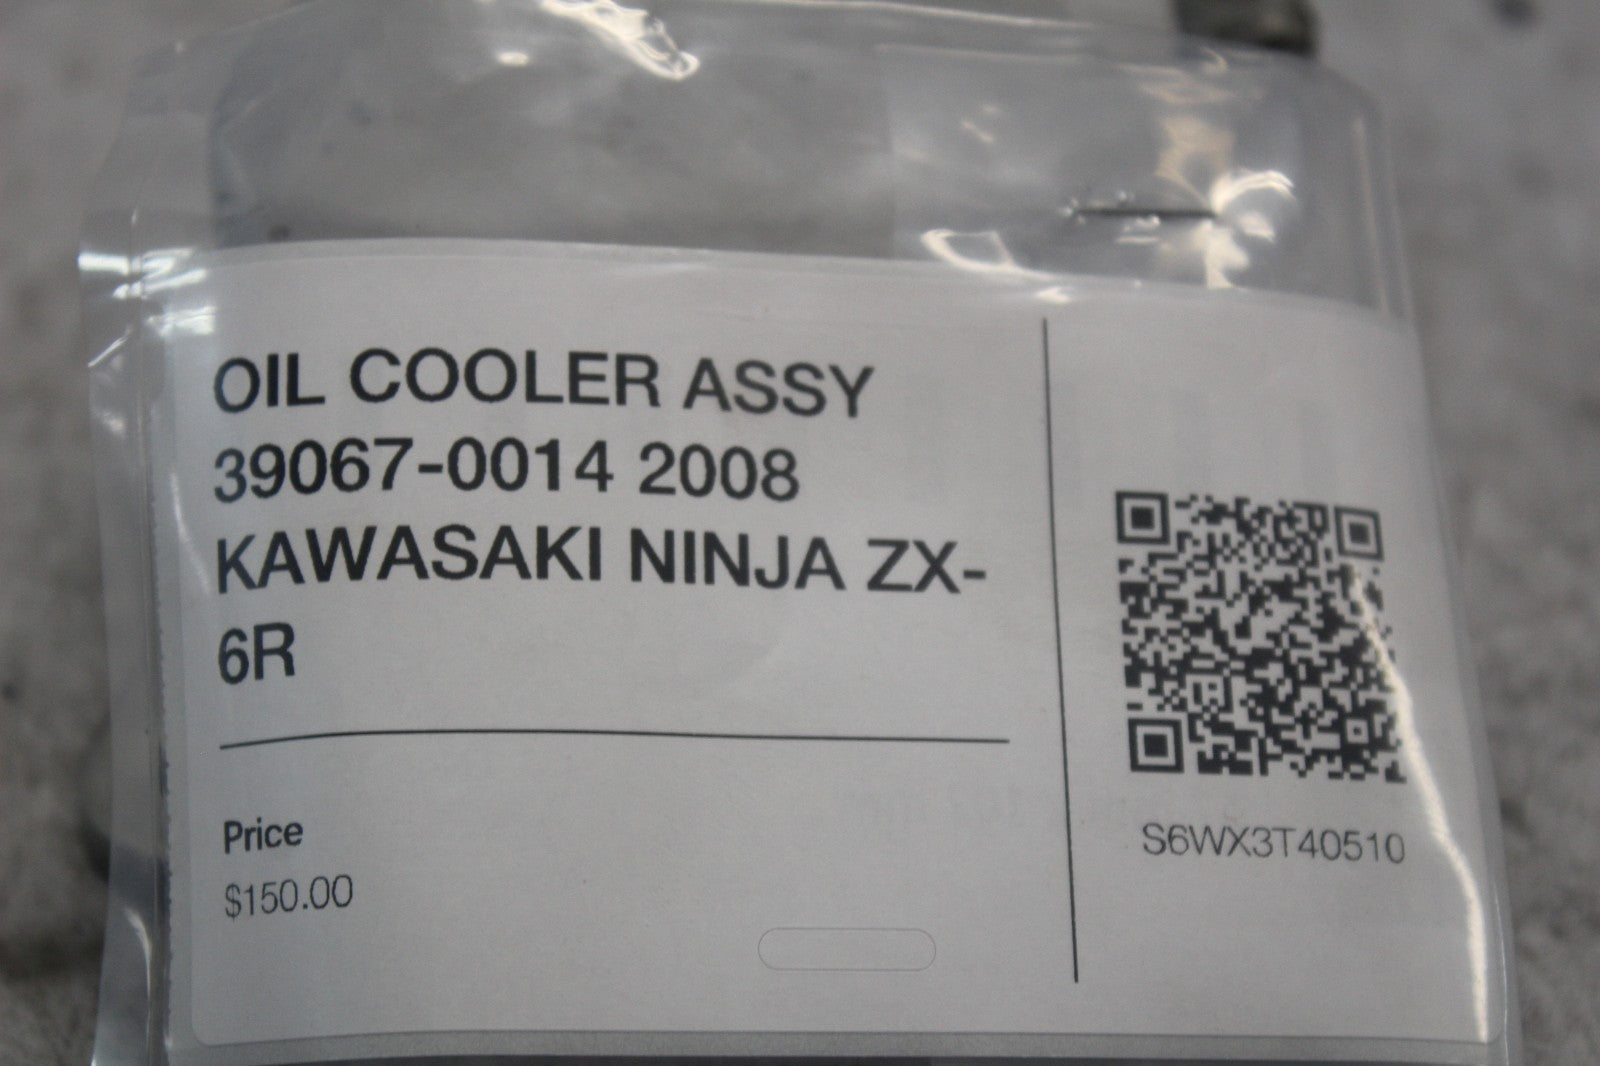 OIL COOLER ASSY
39067-0014 2008
KAWASAKI NINJA ZX-
6R
Price
$150.00
S6WX3T40510